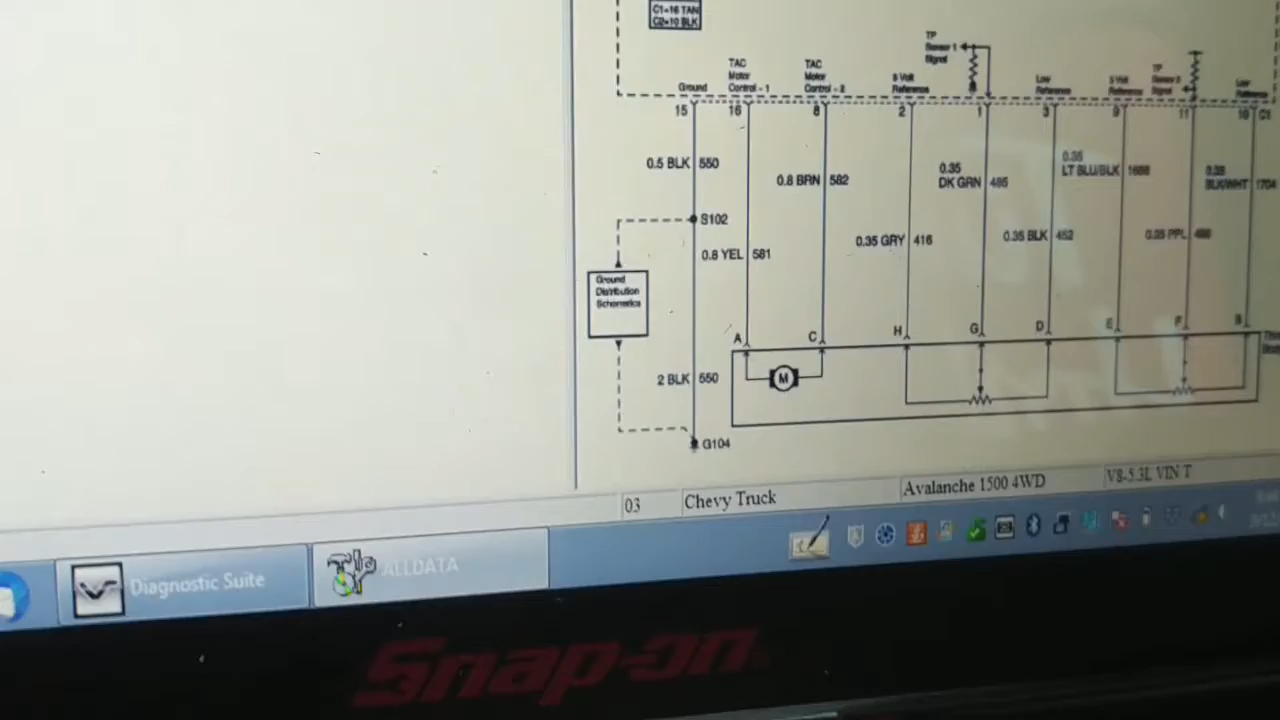 C1=16 TAN
C2=10 BLK
Ground
TAC
Motor
Control - 1
TAC
Motor
Control - 2
5 Volt
Reference
TP
Sensor 1
Signal
Low
Reference
5 Volt
Reference
TP
Sensor 2
Signal
Low
Reference
15
16
8
2
1
3
9
11
10
C1
0.5 BLK 550
0.8 BRN 582
0.35
DK GRN 485
0.35
LT BLU/BLK 1688
0.35
BLK/WHT 1704
S102
0.8 YEL 581
0.35 GRY 416
0.35 BLK 452
0.35 PPL 486
Ground
Distribution
Schematics
A
C
H
G
D
E
F
B
M
2 BLK 550
G104
03
Chevy Truck
Avalanche 1500 4WD
V8-5.3L VIN T
Diagnostic Suite
ALLDATA
Snap-on